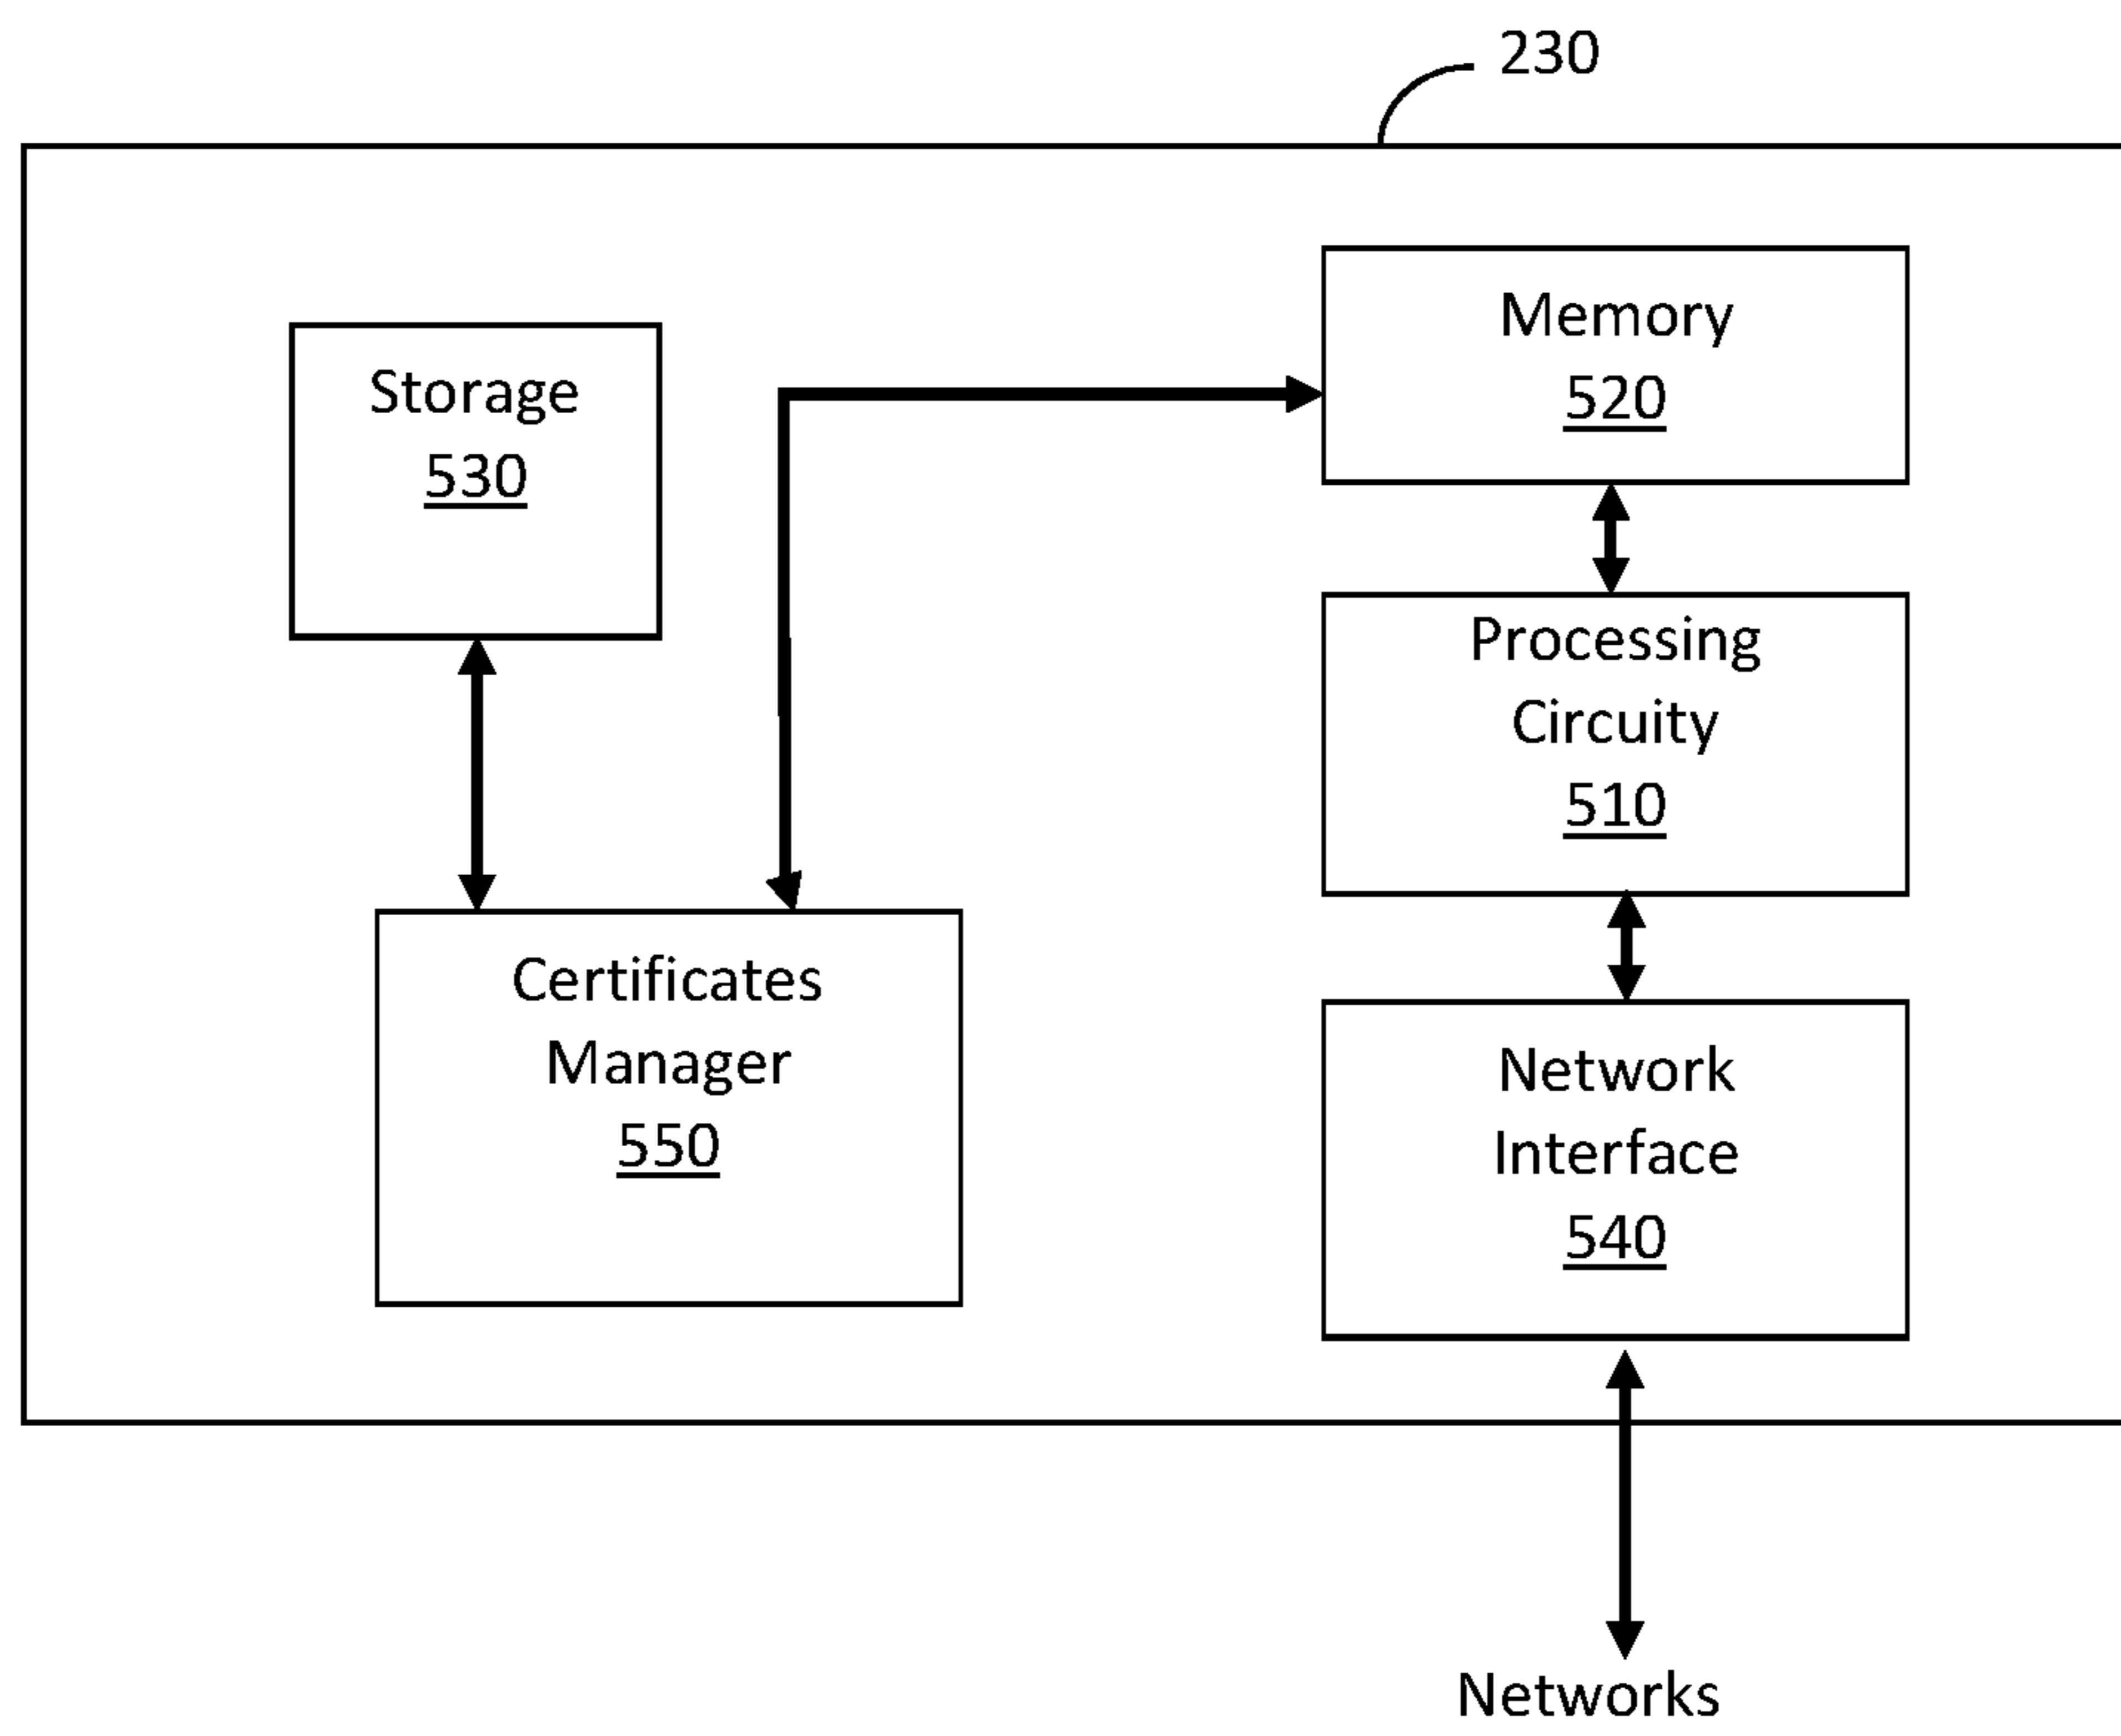 230
Memory
520
Storage
530
Processing
Circuity
510
Certificates
Manager
550
Network
Interface
540
Networks